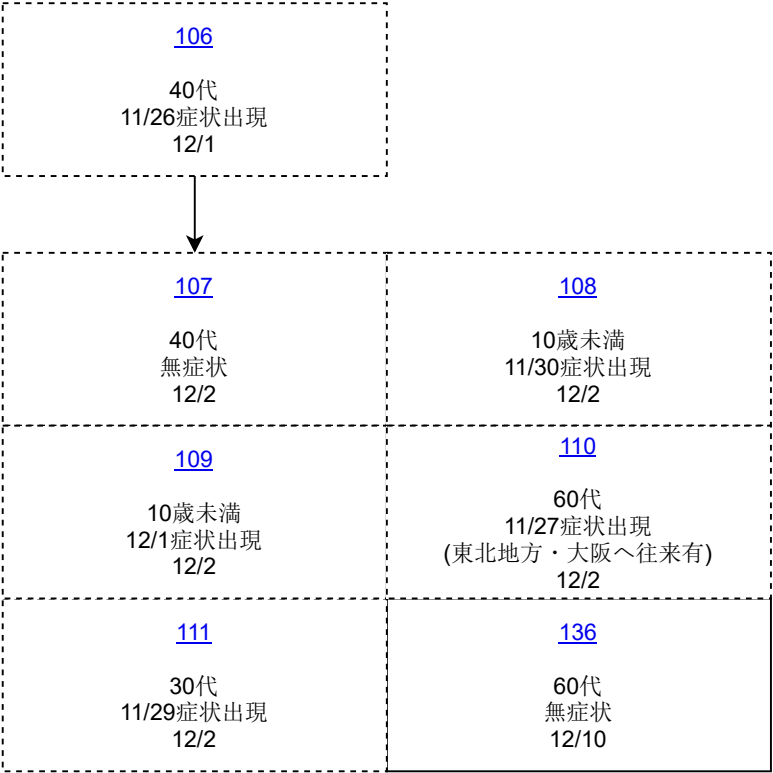 106
40代
11/26症状出現
12/1
107
40代
無症状
12/2
108
10歳未満
11/30症状出現
12/2
109
10歳未満
12/1症状出現
12/2
110
60代
11/27症状出現
(東北地方・大阪へ往来有)
12/2
111
30代
11/29症状出現
12/2
136
60代
無症状
12/10